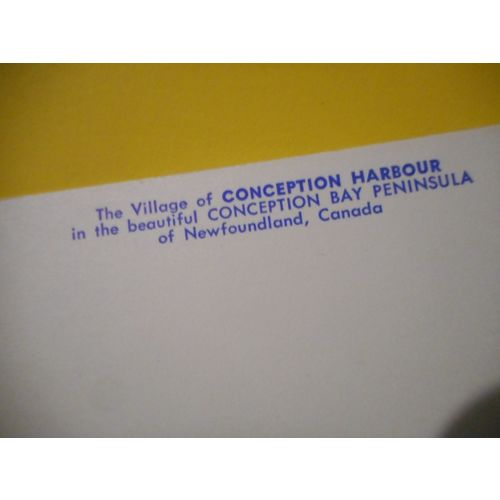 The Village of CONCEPTION HARBOUR
in the beautiful CONCEPTION BAY PENINSULA
of Newfoundland, Canada